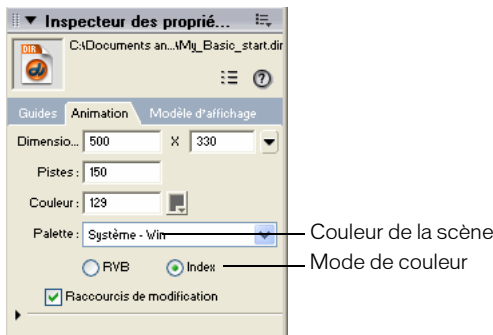 Inspecteur des proprié...
DIR
C:\Documents an...\My_Basic_start.dir
Guides Animation Modèle d'affichage
Dimensio... 500 X 330
Pistes : 150
Couleur : 129
Palette : Système - Win
Couleur de la scène
RVB Index
Mode de couleur
Raccourcis de modification